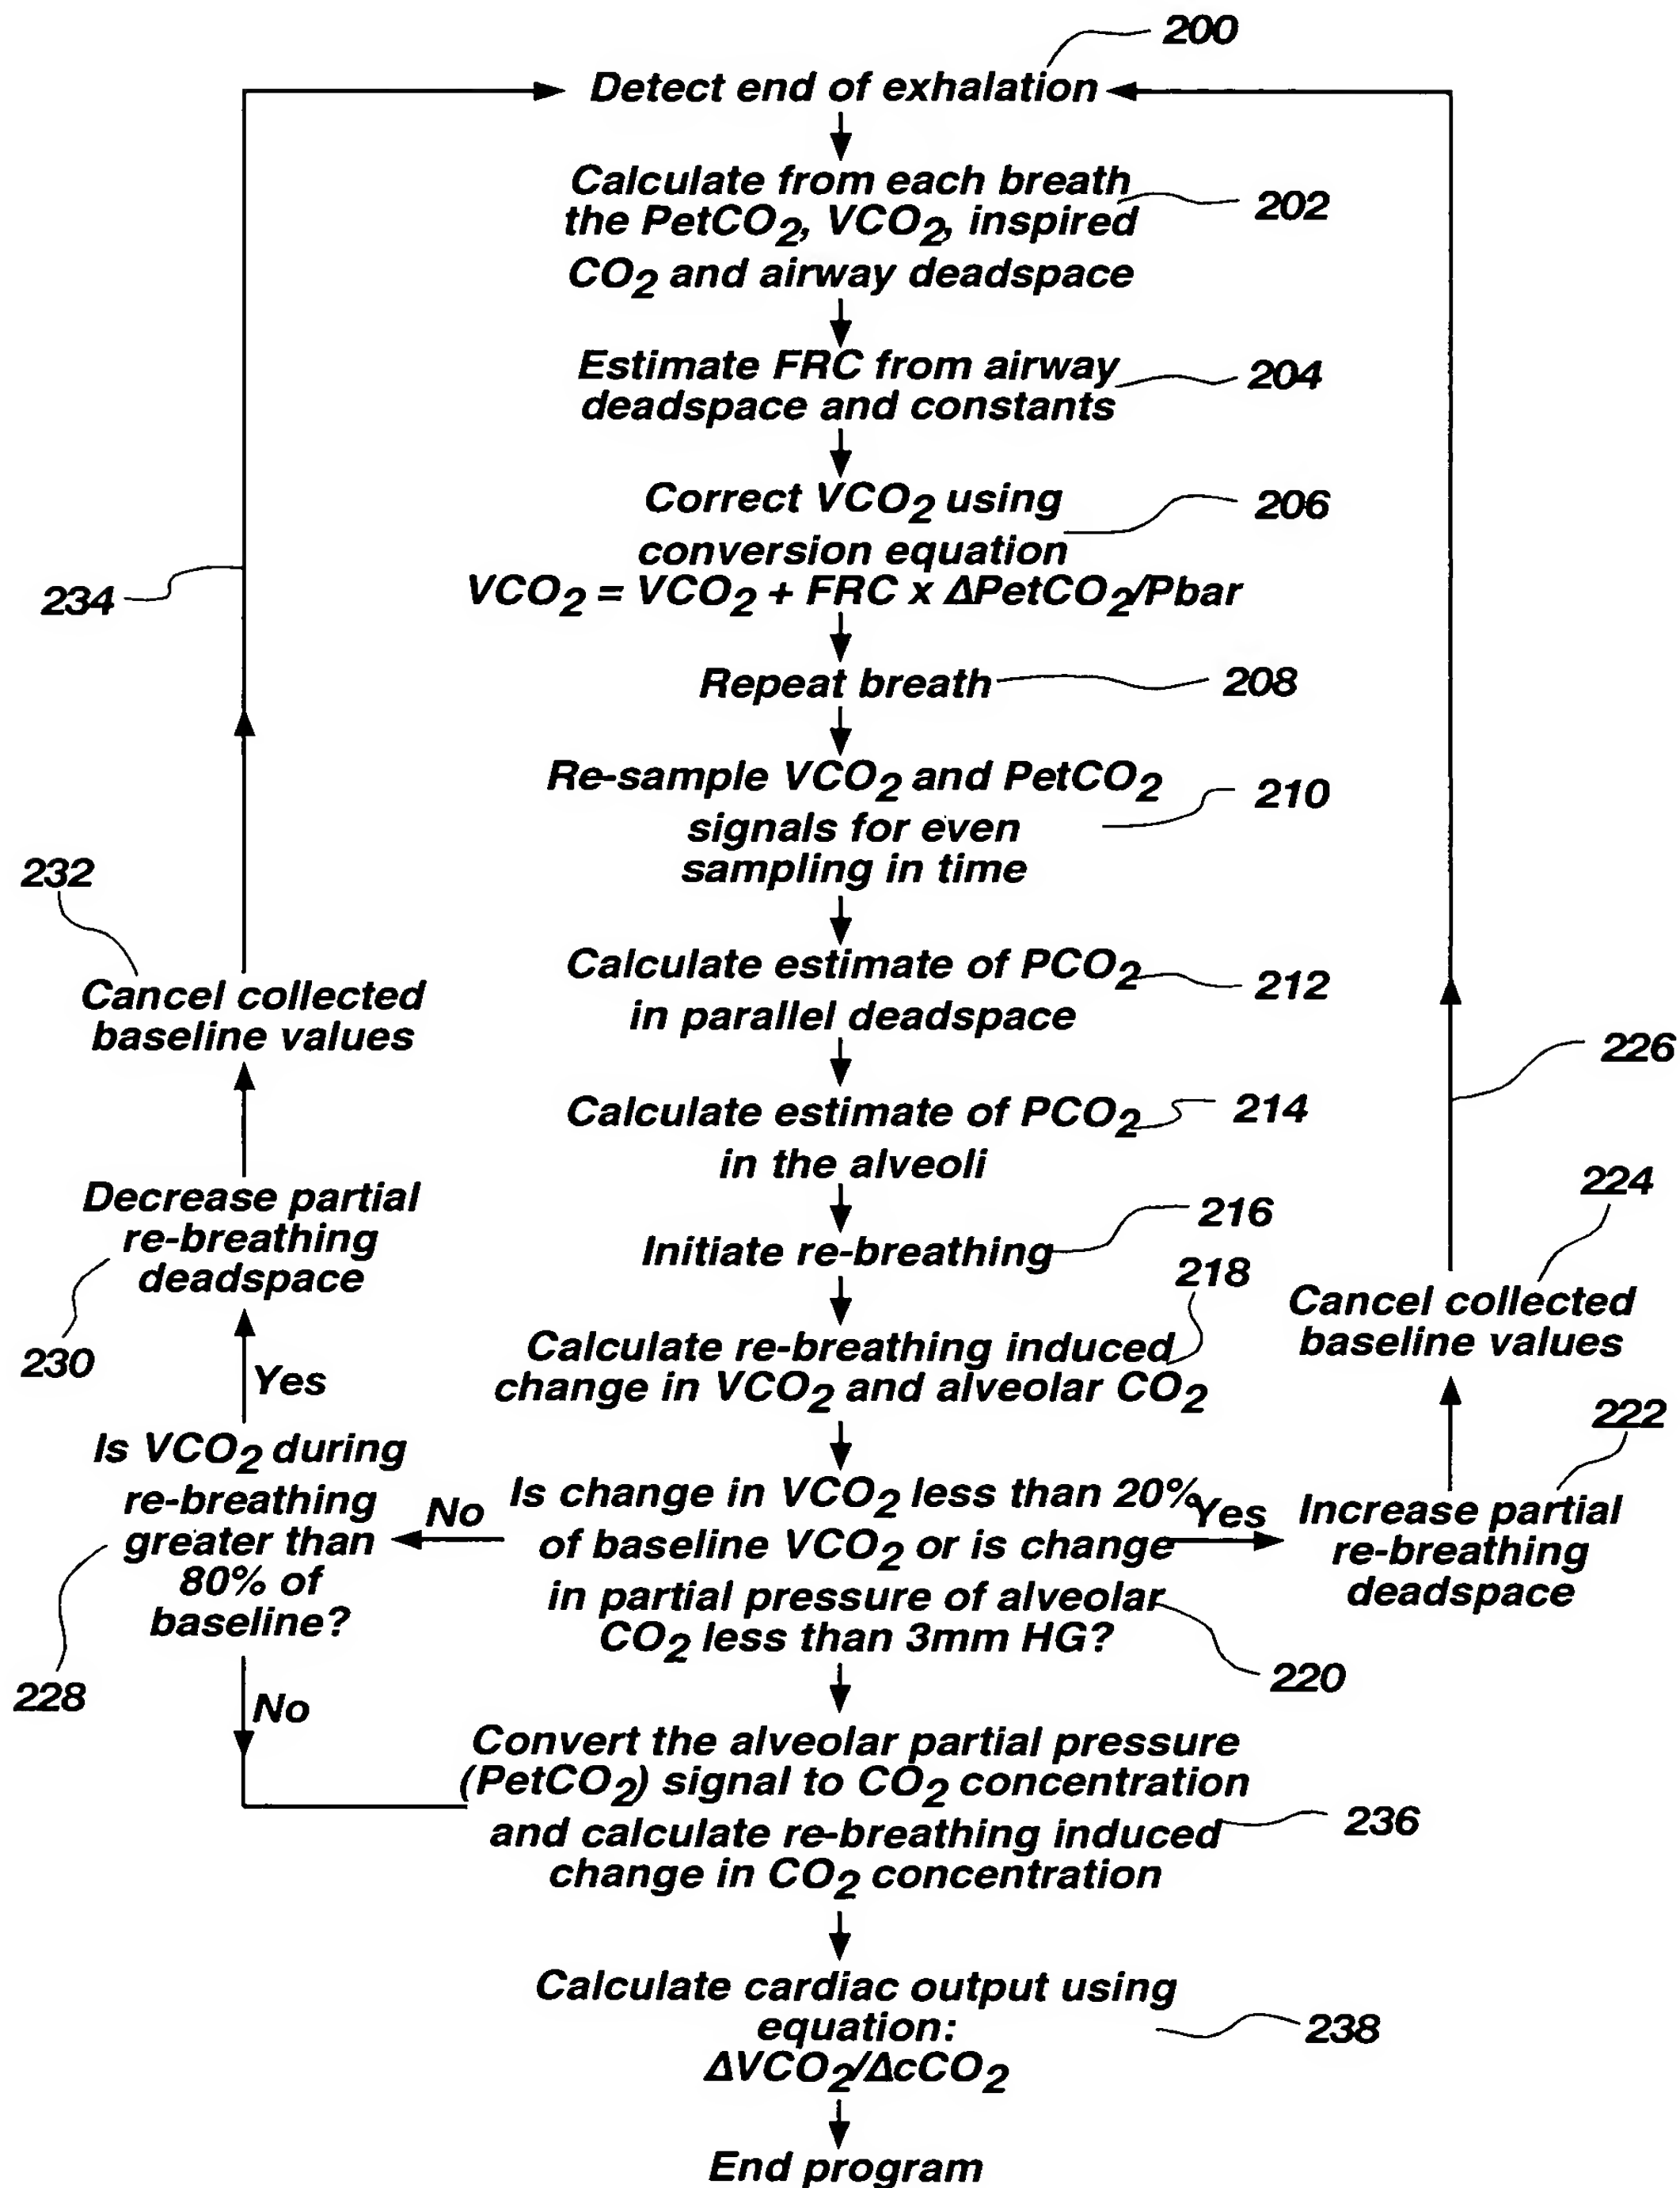 200
Detect end of exhalation
Calculate from each breath
the PetCO2, VCO2, inspired
CO2 and airway deadspace
202
Estimate FRC from airway
deadspace and constants
204
Correct VCO2 using
conversion equation
VCO2 = VCO2 + FRC x ΔPetCO2/Pbar
206
234
Repeat breath
208
Re-sample VCO2 and PetCO2
signals for even
sampling in time
210
232
Cancel collected
baseline values
Calculate estimate of PCO2
in parallel deadspace
212
226
Calculate estimate of PCO2
in the alveoli
214
224
Decrease partial
re-breathing
deadspace
230
Initiate re-breathing
216
218
Cancel collected
baseline values
Calculate re-breathing induced
change in VCO2 and alveolar CO2
Yes
222
Is VCO2 during
re-breathing
greater than
80% of
baseline?
228
No
Is change in VCO2 less than 20%
of baseline VCO2 or is change
in partial pressure of alveolar
CO2 less than 3mm HG?
220
Yes
Increase partial
re-breathing
deadspace
No
Convert the alveolar partial pressure
(PetCO2) signal to CO2 concentration
and calculate re-breathing induced
change in CO2 concentration
236
Calculate cardiac output using
equation:
ΔVCO2/ΔcCO2
238
End program